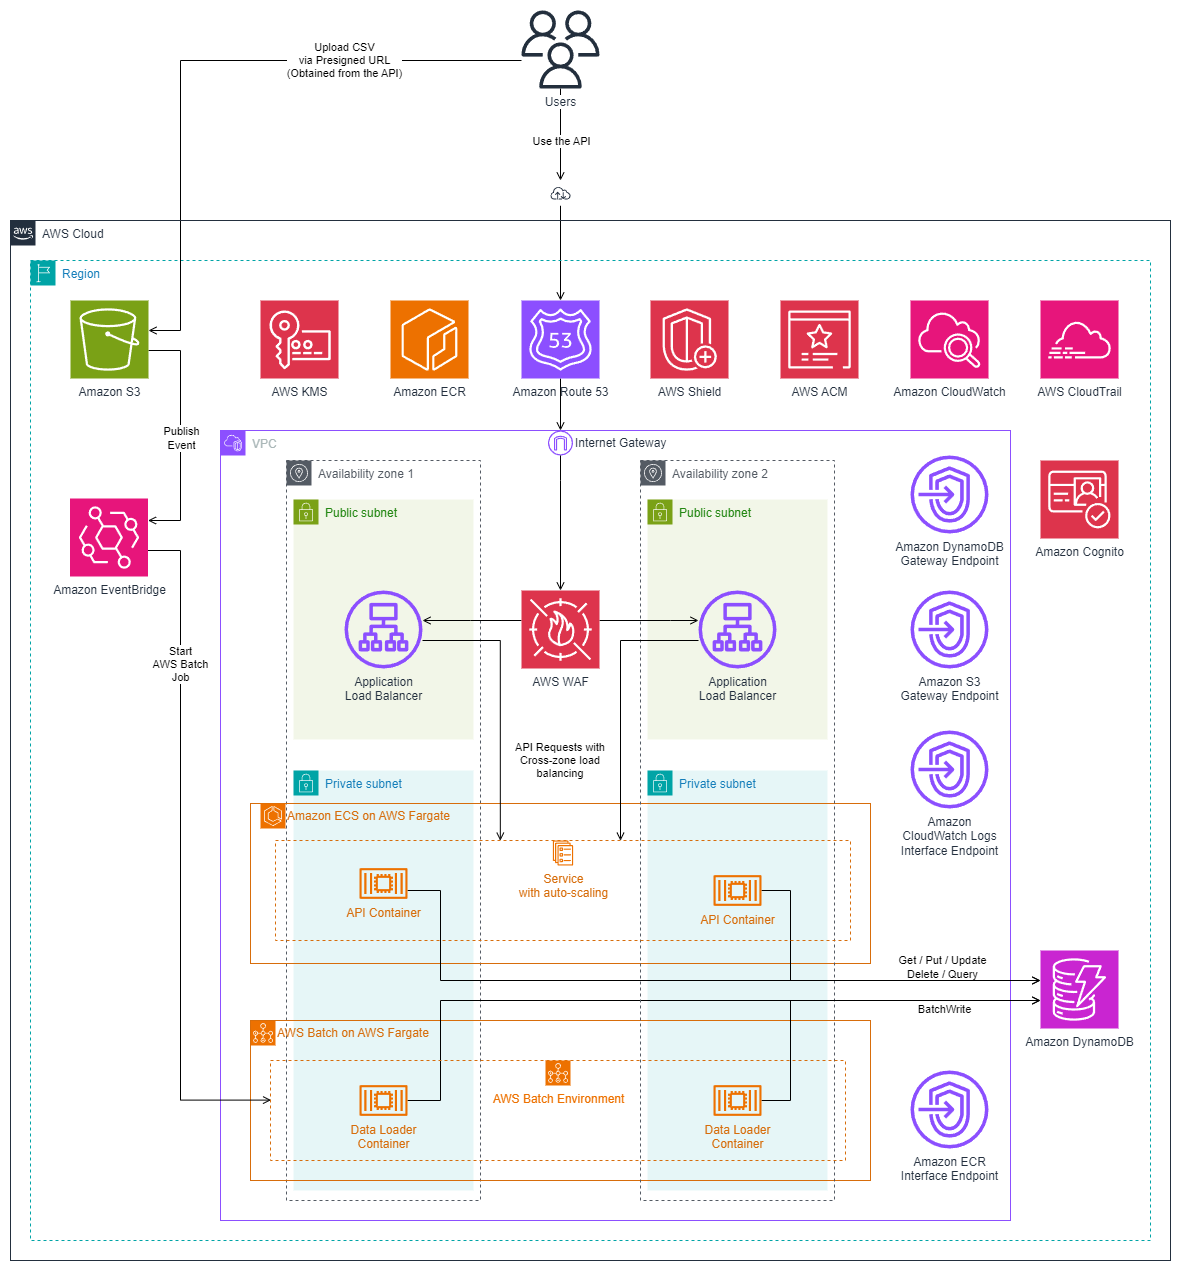 Upload CSV
via Presigned URL
(Obtained from the API)
Users
Use the API
aws
AWS Cloud
Region
53
Amazon S3
AWS KMS
Amazon ECR
Amazon Route 53
AWS Shield
AWS ACM
Amazon CloudWatch
AWS CloudTrail
Publish
Event
VPC
Internet Gateway
Availability zone 1
Availability zone 2
Public subnet
Public subnet
Amazon DynamoDB
Gateway Endpoint
Amazon Cognito
Amazon EventBridge
Start
AWS Batch
Job
Application
Load Balancer
AWS WAF
Application
Load Balancer
Amazon S3
Gateway Endpoint
API Requests with
Cross-zone load
balancing
Private subnet
Private subnet
Amazon ECS on AWS Fargate
Amazon
CloudWatch Logs
Interface Endpoint
Service
with auto-scaling
API Container
API Container
Get / Put / Update
Delete / Query
BatchWrite
Amazon DynamoDB
AWS Batch on AWS Fargate
AWS Batch Environment
Data Loader
Container
Data Loader
Container
Amazon ECR
Interface Endpoint